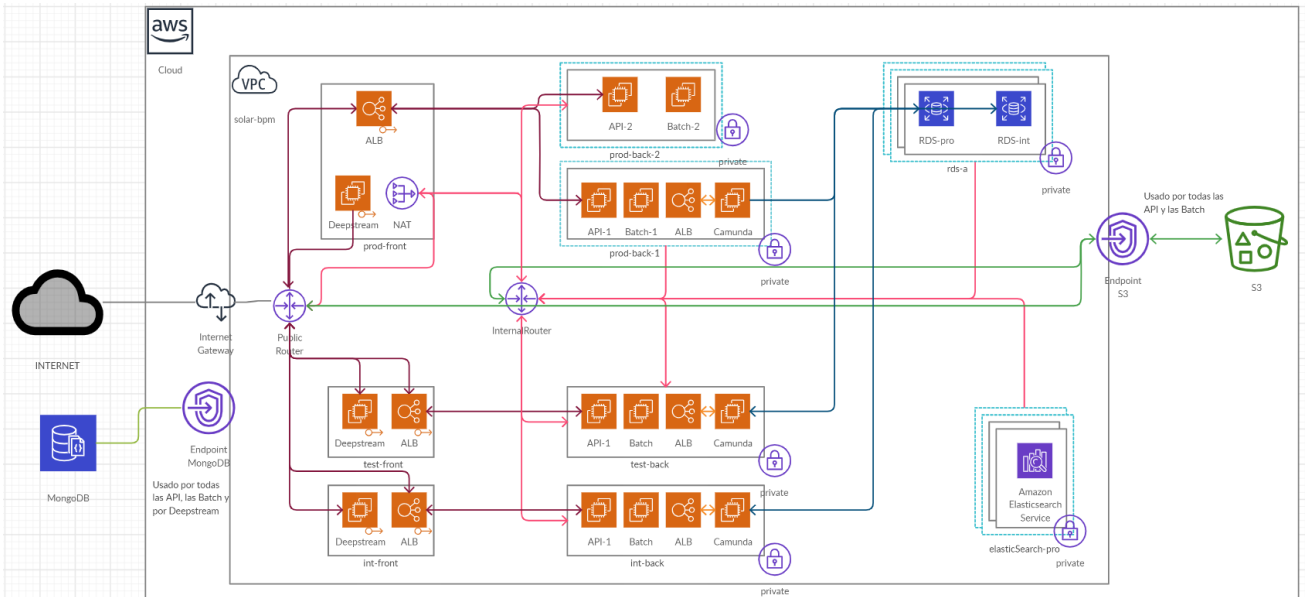 aws
Cloud
VPC
solar-bpm
ALB
Deepstream
NAT
prod-front
API-2
Batch-2
prod-back-2
private
API-1
Batch-1
ALB
Camunda
prod-back-1
private
RDS-pro
RDS-int
rds-a
private
Usado por todas las
API y las Batch
Endpoint
S3
S3
INTERNET
Internet
Gateway
Public
Router
InternalRouter
MongoDB
Endpoint
MongoDB
Usado por todas
las API, las Batch y
por Deepstream
Deepstream
ALB
test-front
API-1
Batch
ALB
Camunda
test-back
private
Deepstream
ALB
int-front
API-1
Batch
ALB
Camunda
int-back
private
Amazon
Elasticsearch
Service
elasticSearch-pro
private